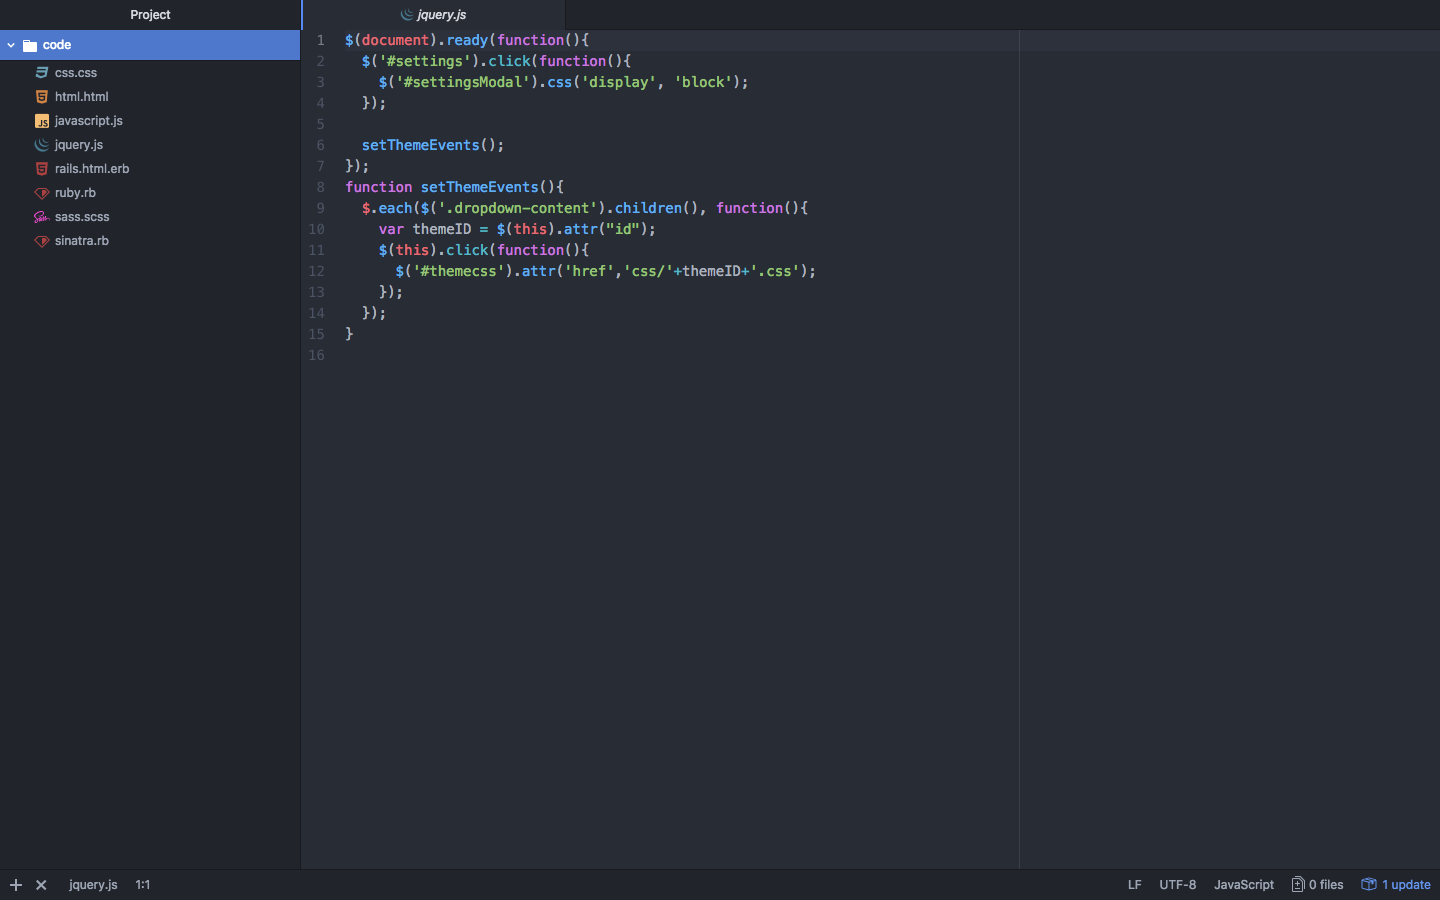 Project
jquery.js
code
css.css
html.html
javascript.js
jquery.js
rails.html.erb
ruby.rb
sass.scss
sinatra.rb
1 $(document).ready(function(){
2   $('#settings').click(function(){
3     $('#settingsModal').css('display', 'block');
4   });
5
6   setThemeEvents();
7 });
8 function setThemeEvents(){
9   $.each($('.dropdown-content').children(), function(){
10     var themeID = $(this).attr("id");
11     $(this).click(function(){
12       $('#themecss').attr('href','css/'+themeID+'.css');
13     });
14   });
15 }
16
jquery.js 1:1 LF UTF-8 JavaScript 0 files 1 update